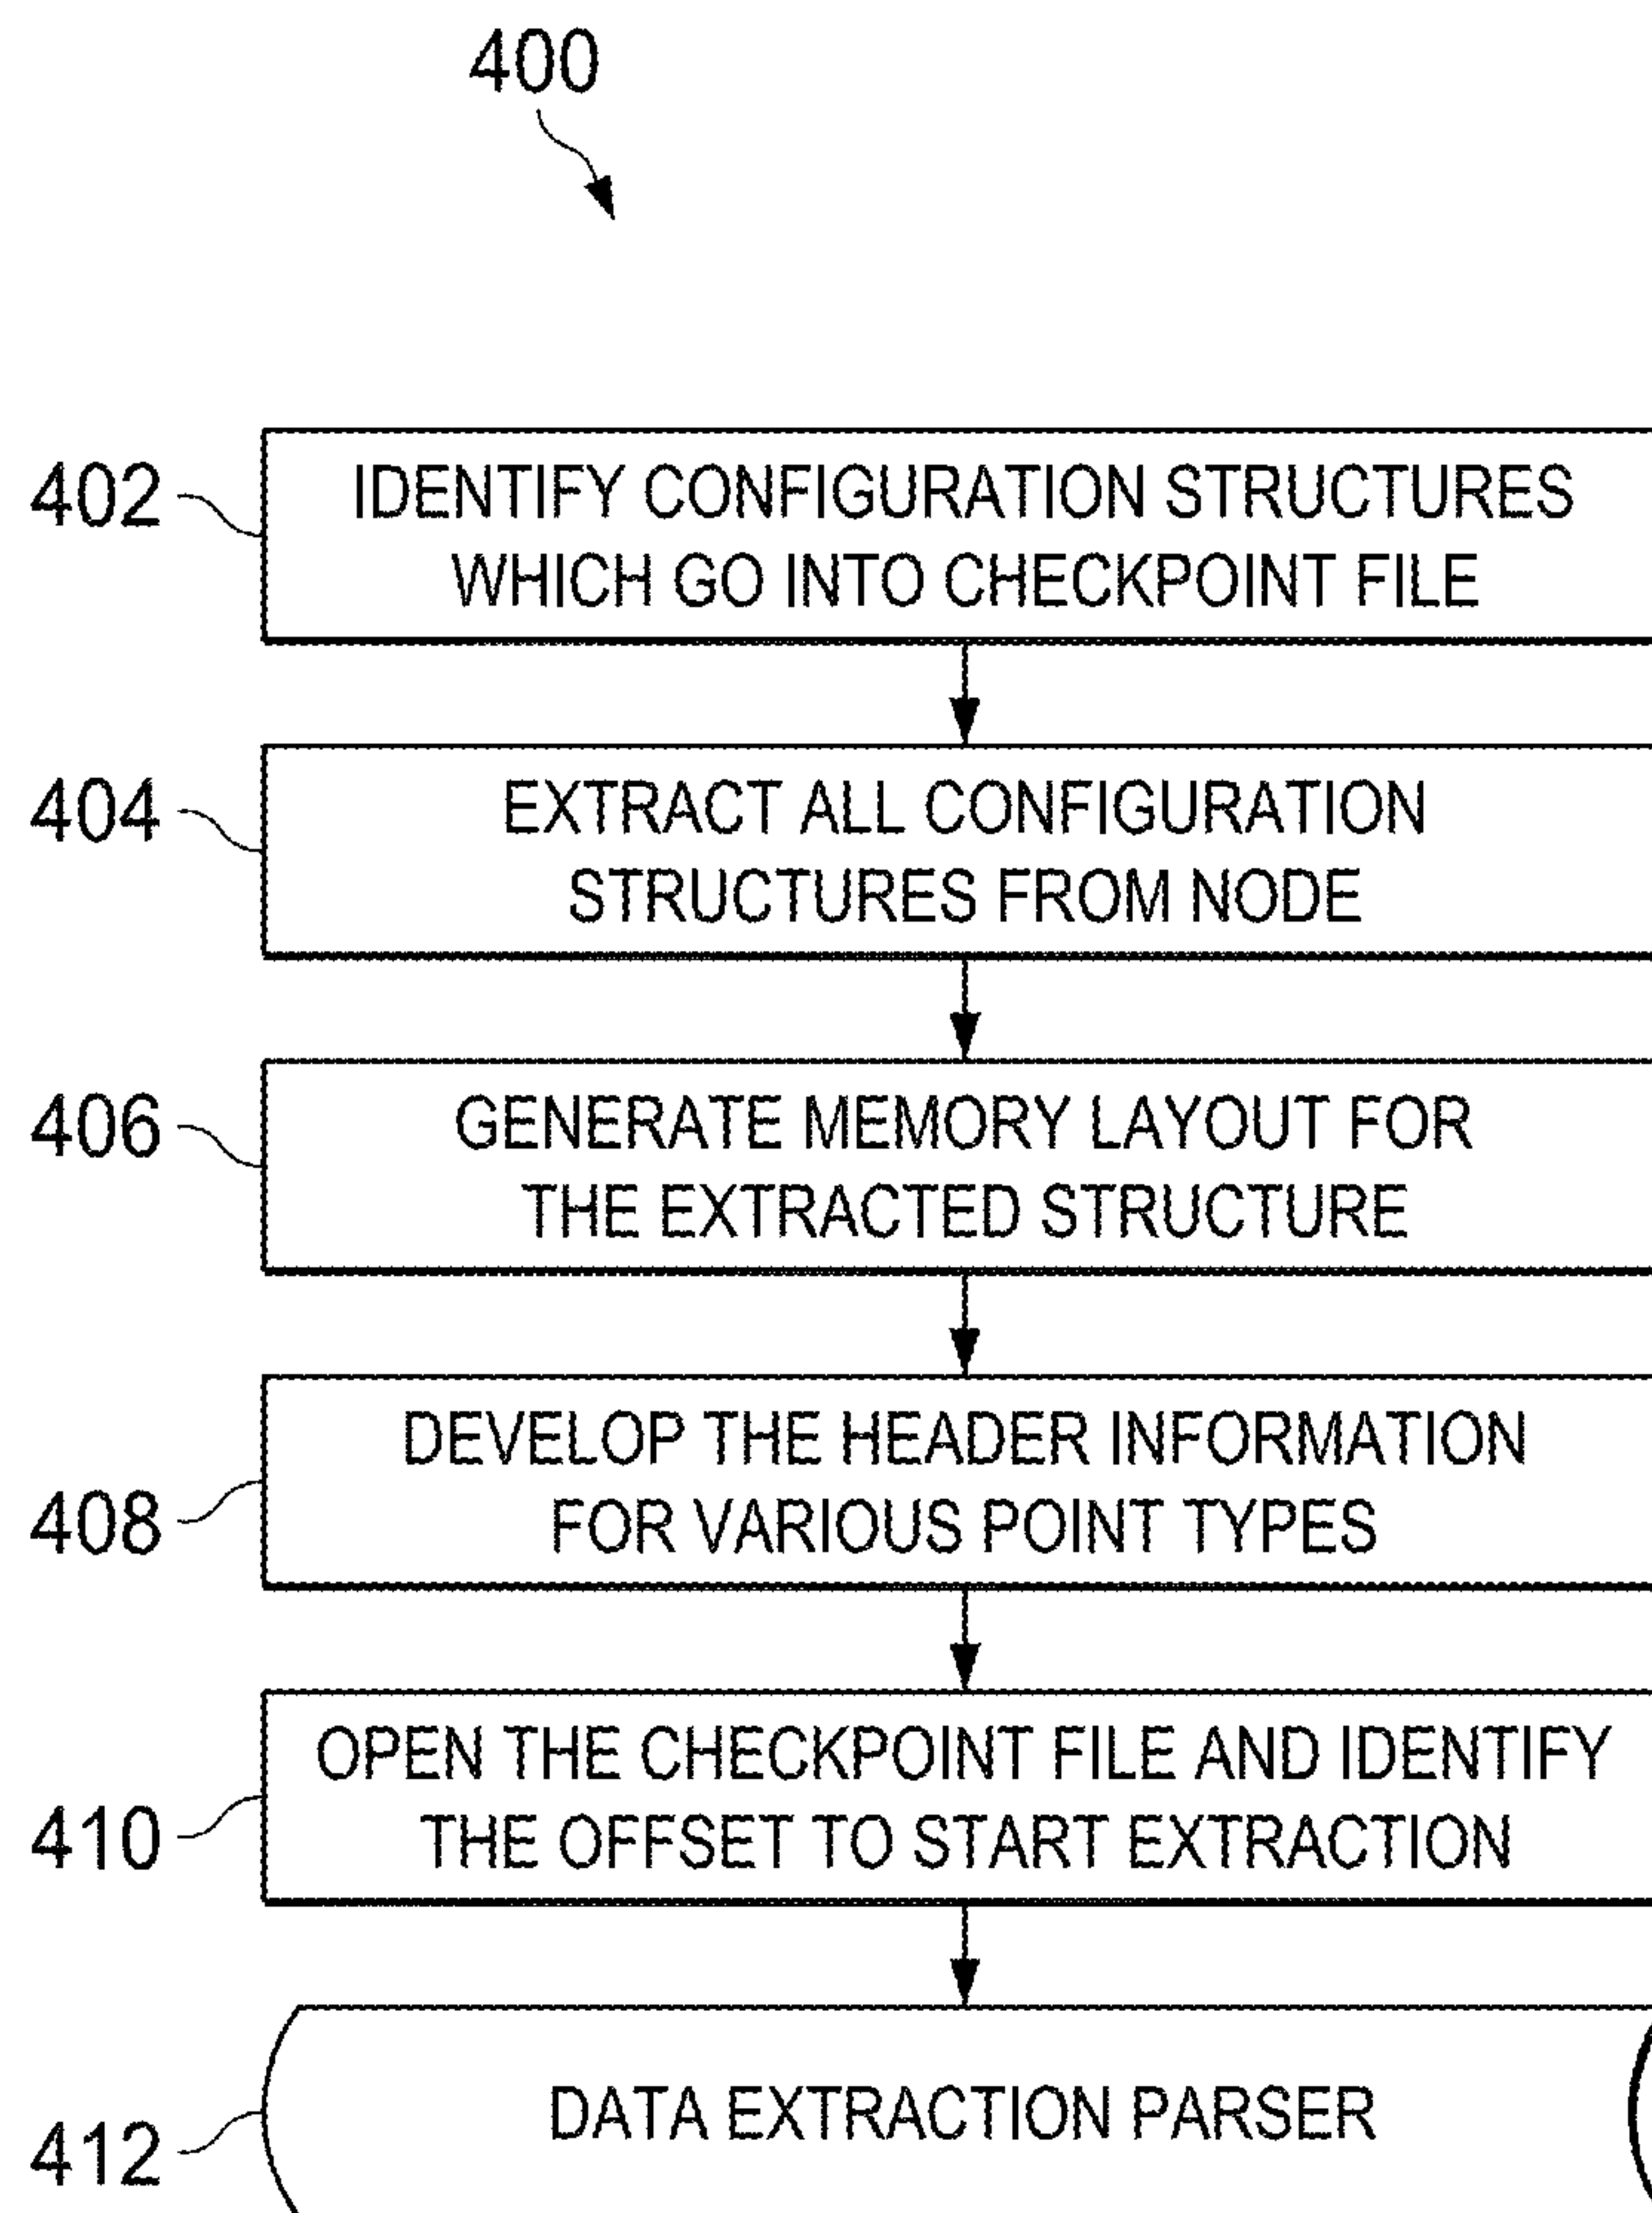 400
402
IDENTIFY CONFIGURATION STRUCTURES
WHICH GO INTO CHECKPOINT FILE
404
EXTRACT ALL CONFIGURATION
STRUCTURES FROM NODE
406
GENERATE MEMORY LAYOUT FOR
THE EXTRACTED STRUCTURE
408
DEVELOP THE HEADER INFORMATION
FOR VARIOUS POINT TYPES
410
OPEN THE CHECKPOINT FILE AND IDENTIFY
THE OFFSET TO START EXTRACTION
412
DATA EXTRACTION PARSER